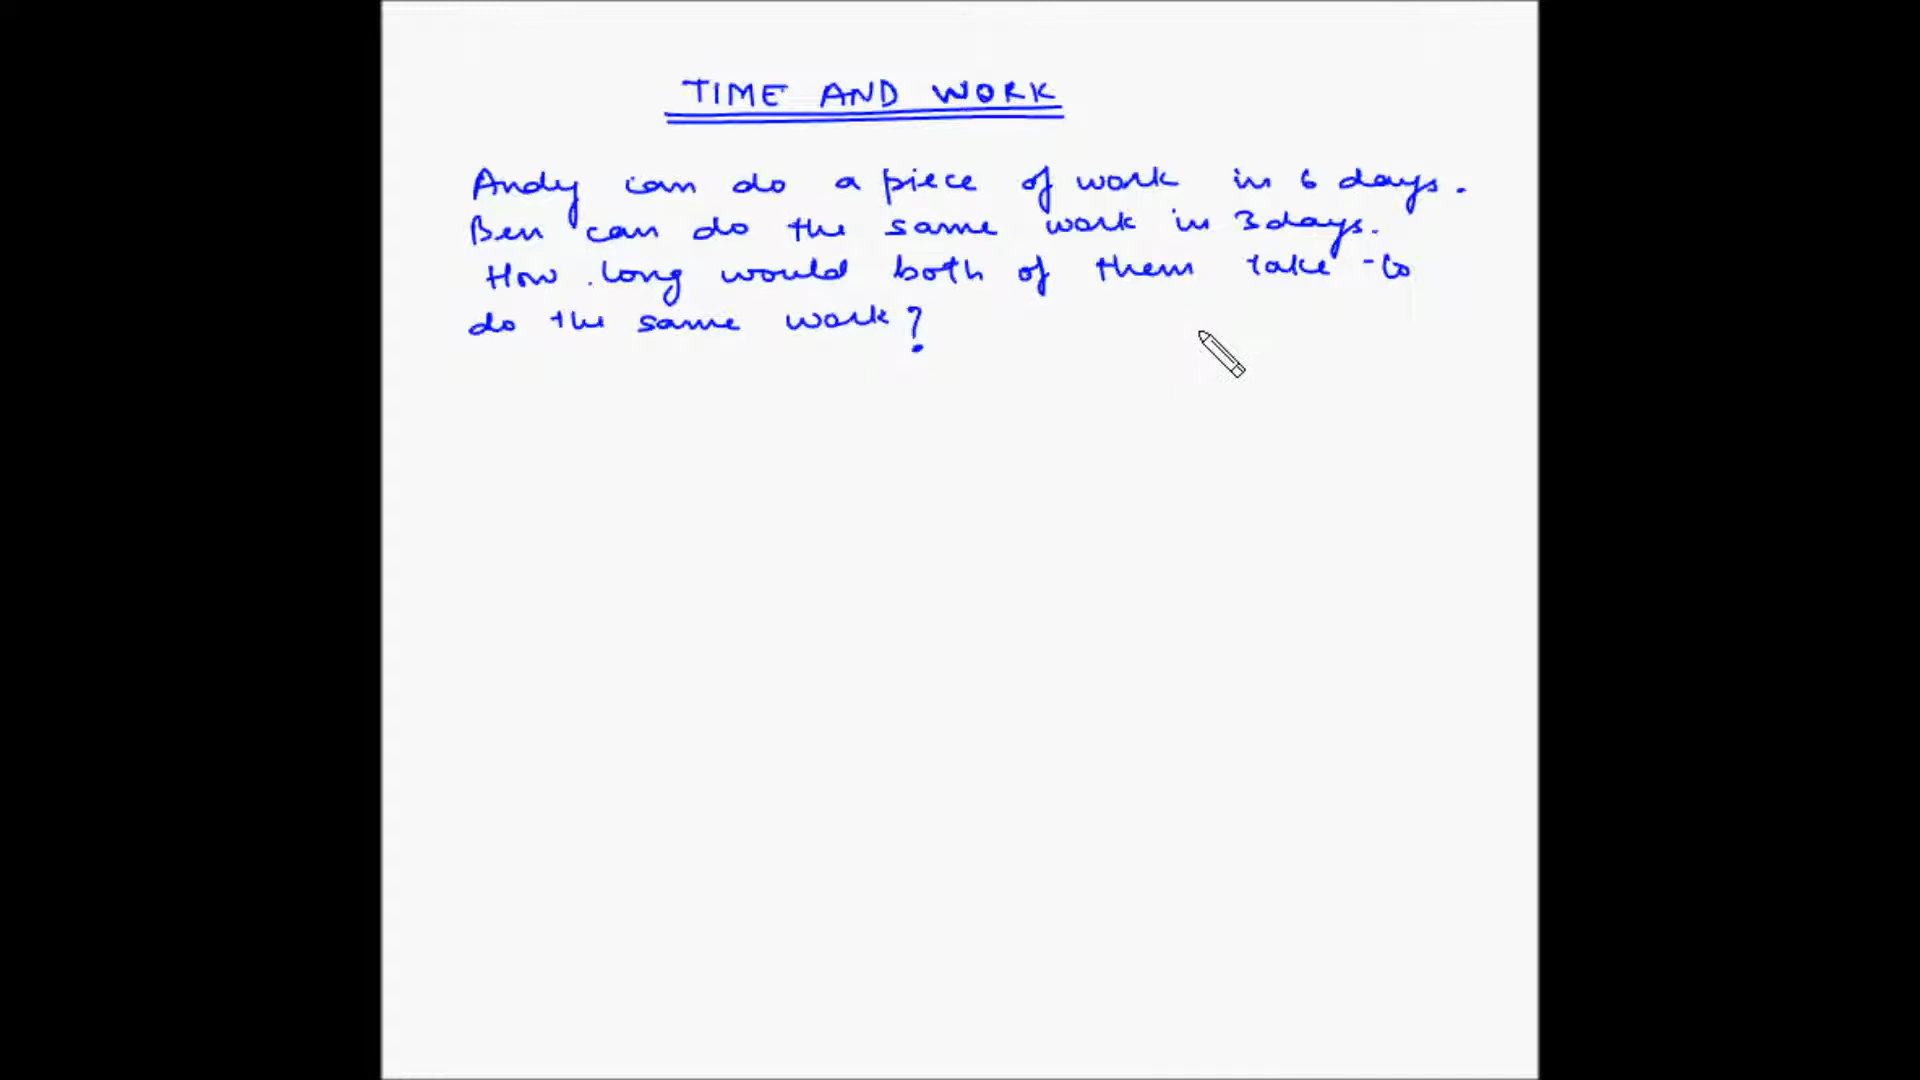 TIME AND WORK
Andy can do a piece of work in 6 days.
Ben can do the same work in 3 days.
How long would both of them take to
do the same work?